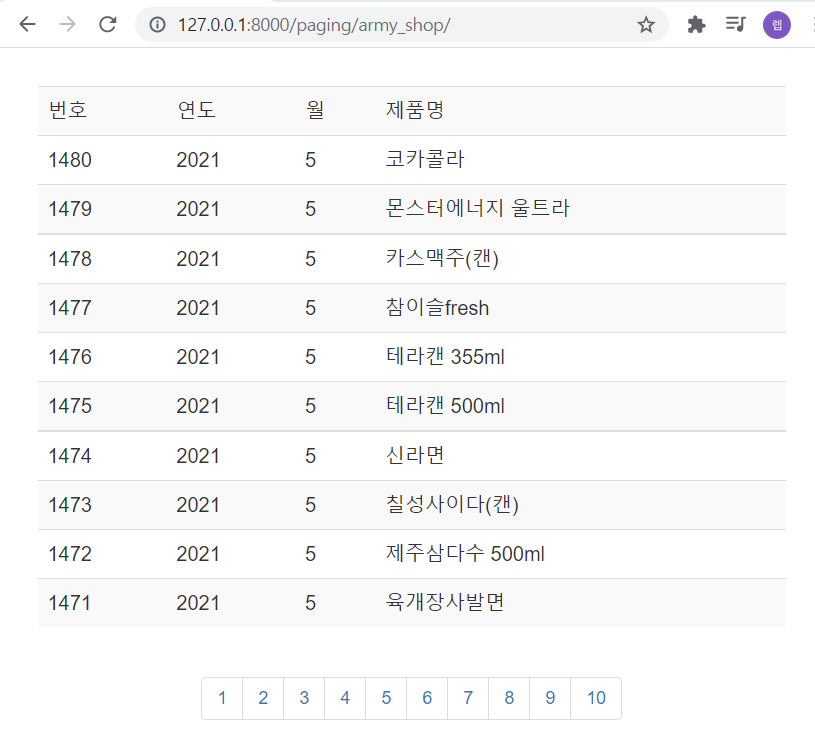 127.0.0.1:8000/paging/army_shop/
렙
번호 연도 월 제품명
1480 2021 5 코카콜라
1479 2021 5 몬스터에너지 울트라
1478 2021 5 카스맥주(캔)
1477 2021 5 참이슬fresh
1476 2021 5 테라캔 355ml
1475 2021 5 테라캔 500ml
1474 2021 5 신라면
1473 2021 5 칠성사이다(캔)
1472 2021 5 제주삼다수 500ml
1471 2021 5 육개장사발면
1 2 3 4 5 6 7 8 9 10